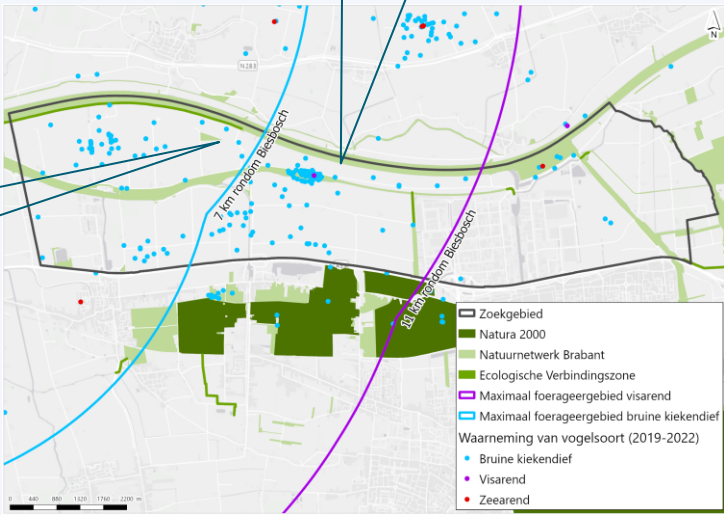 N
N283
7 km rondom Biesbosch
11 km rondom Biesbosch
Zoekgebied
Natura 2000
Natuurnetwerk Brabant
Ecologische Verbindingszone
Maximaal foerageergebied visarend
Maximaal foerageergebied bruine kiekendief
Waarneming van vogelsoort (2019-2022)
Bruine kiekendief
Visarend
Zeearend
0 440 880 1320 1760 2200 m